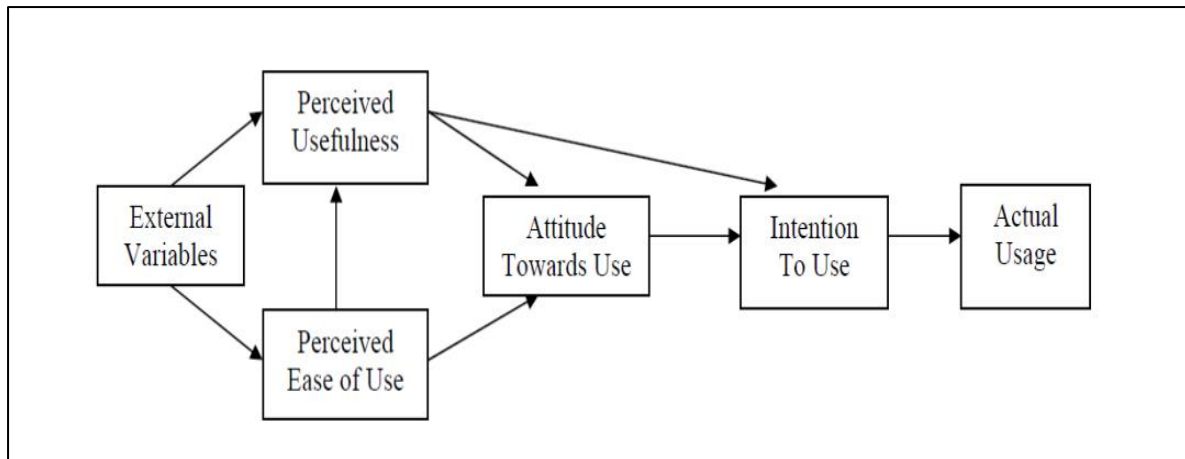 Perceived
Usefulness
External
Variables
Perceived
Ease of Use
Attitude
Towards Use
Intention
To Use
Actual
Usage